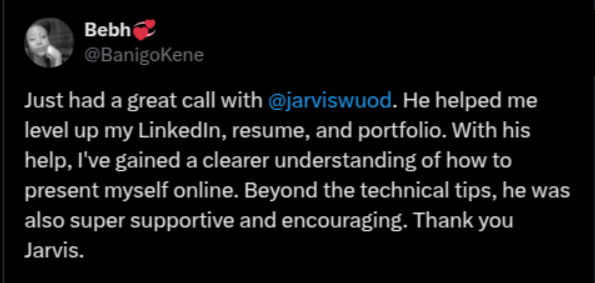 Bebh💞
@BanigoKene
Just had a great call with @jarviswuod. He helped me
level up my LinkedIn, resume, and portfolio. With his
help, I've gained a clearer understanding of how to
present myself online. Beyond the technical tips, he was
also super supportive and encouraging. Thank you
Jarvis.